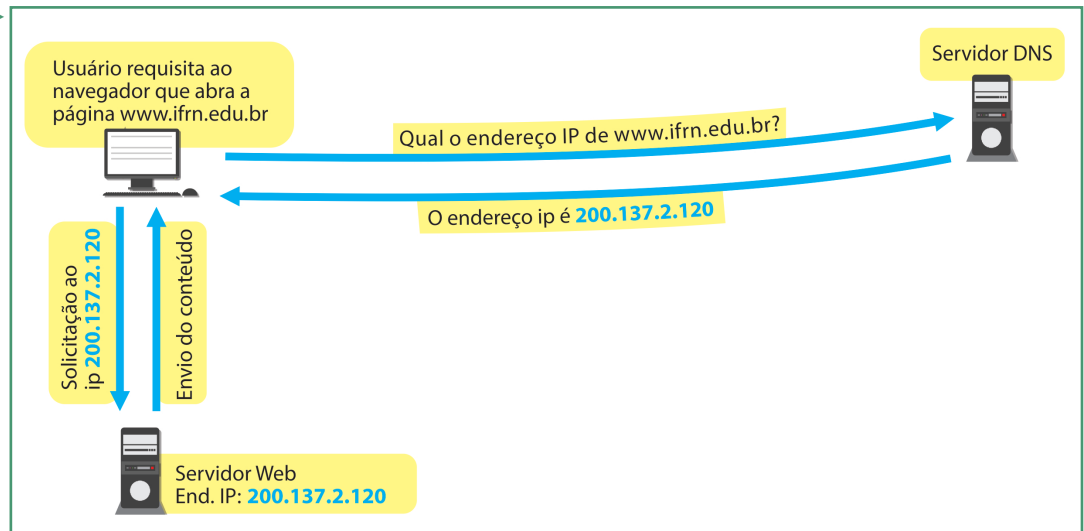 Usuário requisita ao
navegador que abra a
página www.ifrn.edu.br
Servidor DNS
Qual o endereço IP de www.ifrn.edu.br?
O endereço ip é 200.137.2.120
Solicitação ao
ip 200.137.2.120
Envio do conteúdo
Servidor Web
End. IP: 200.137.2.120